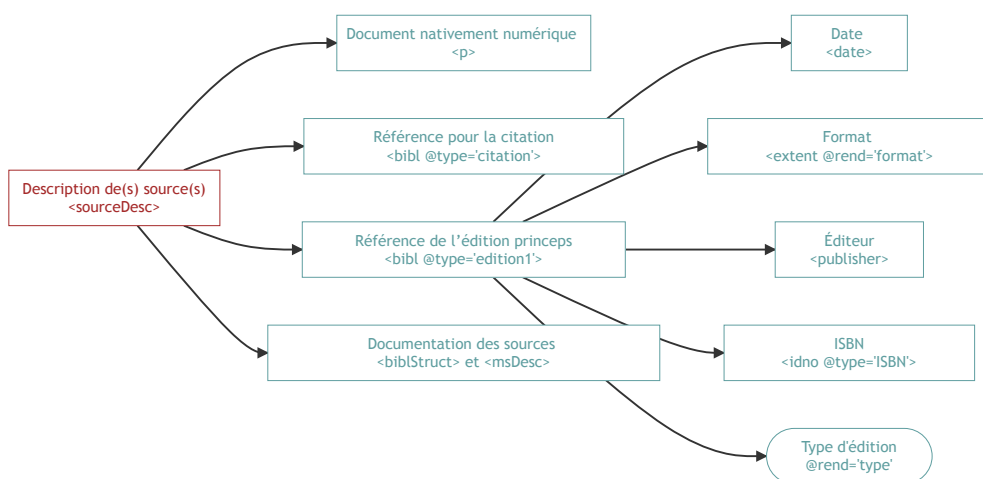 Description de(s) source(s)
<sourceDesc>
Document nativement numérique
<p>
Référence pour la citation
<bibl @type='citation'>
Référence de l’édition princeps
<bibl @type='edition1'>
Documentation des sources
<biblStruct> et <msDesc>
Date
<date>
Format
<extent @rend='format'>
Éditeur
<publisher>
ISBN
<idno @type='ISBN'>
Type d'édition
@rend='type'